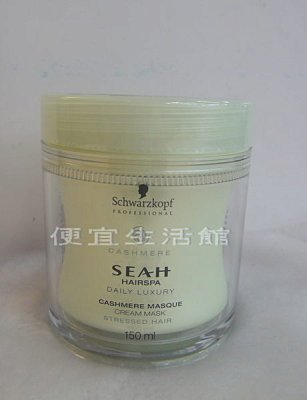 Schwarzkopf
PROFESSIONAL
便宜生活館
CASHMERE
SEAH
HAIRSPA
DAILY LUXURY
CASHMERE MASQUE
CREAM MASK
STRESSED HAIR
150 ml